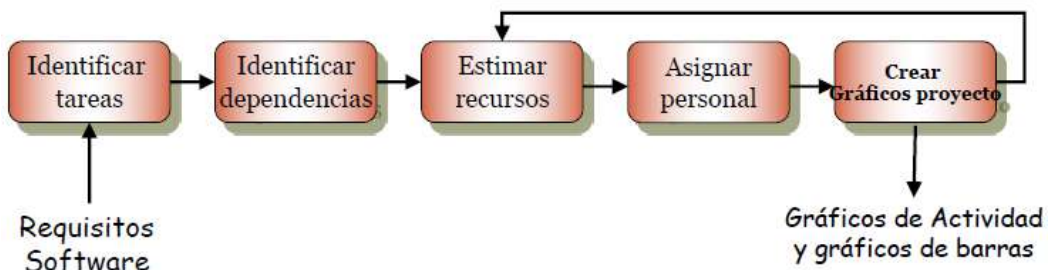 Identificar
tareas
Identificar
dependencias
Estimar
recursos
Asignar
personal
Crear
Gráficos proyecto
Requisitos
Software
Gráficos de Actividad
y gráficos de barras